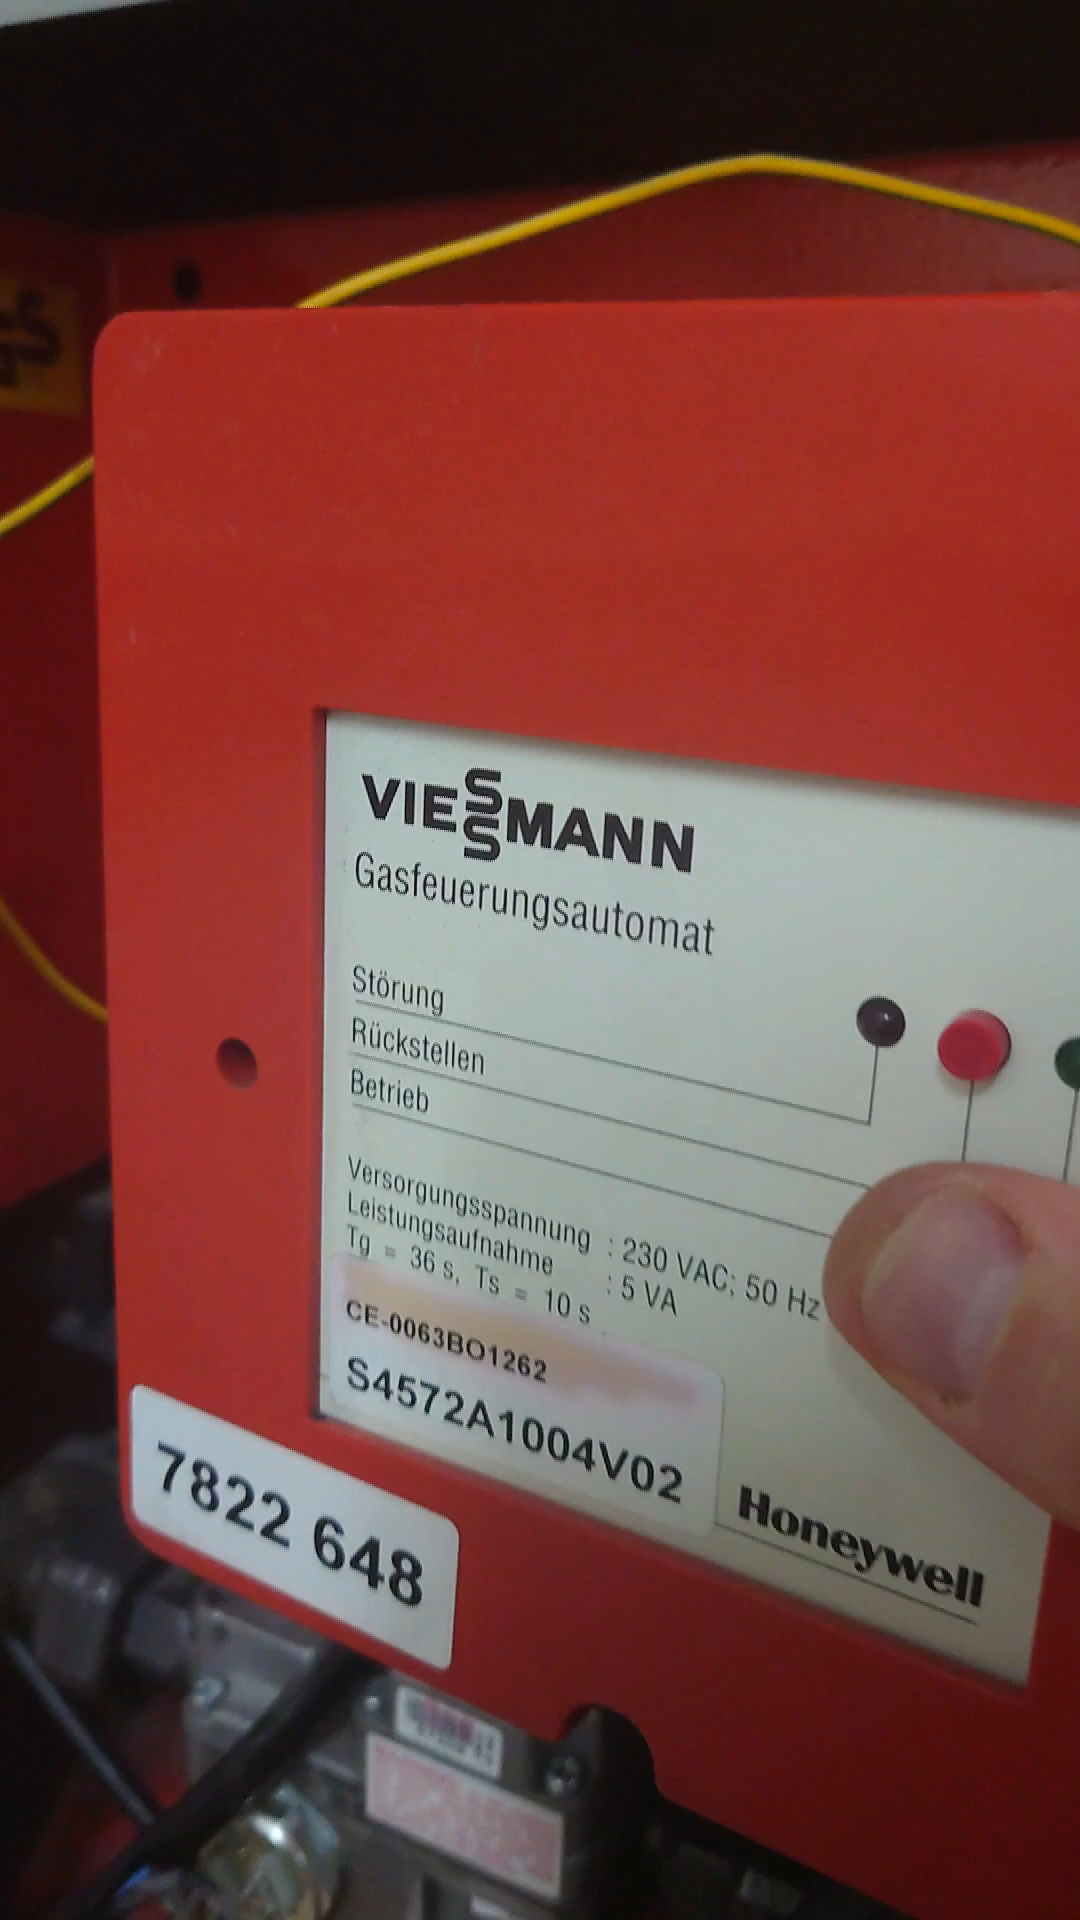 VIESSMANN
Gasfeuerungsautomat
Störung
Rückstellen
Betrieb
Versorgungsspannung : 230 VAC; 50 Hz
Leistungsaufnahme : 5 VA
Tg = 36 s, Ts = 10 s
CE-0063BO1262
S4572A1004V02
Honeywell
7822 648